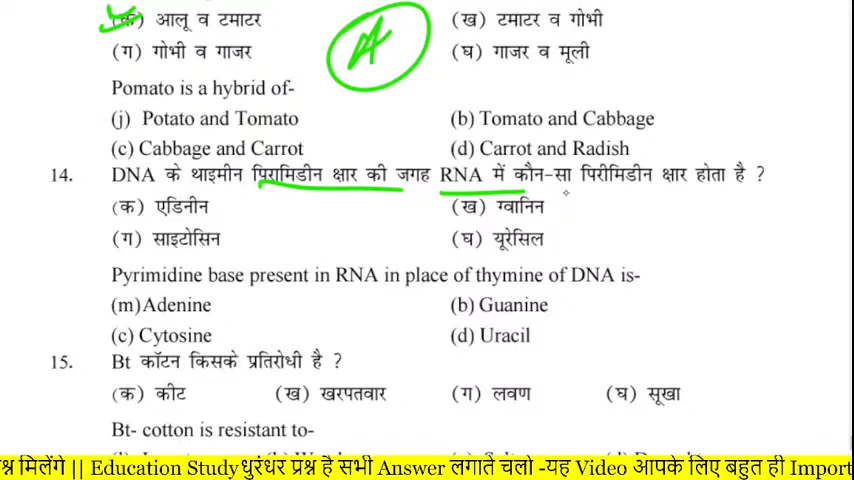 (क) आलू व टमाटर (ख) टमाटर व गोभी
(ग) गोभी व गाजर (घ) गाजर व मूली
A
Pomato is a hybrid of-
(j) Potato and Tomato (b) Tomato and Cabbage
(c) Cabbage and Carrot (d) Carrot and Radish
14. DNA के थाइमीन पिरामिडीन क्षार की जगह RNA में कौन-सा पिरीमिडीन क्षार होता है ?
(क) एडिनीन (ख) ग्वानिन
(ग) साइटोसिन (घ) यूरेसिल
Pyrimidine base present in RNA in place of thymine of DNA is-
(m)Adenine (b) Guanine
(c) Cytosine (d) Uracil
15. Bt कॉटन किसके प्रतिरोधी है ?
(क) कीट (ख) खरपतवार (ग) लवण (घ) सूखा
Bt- cotton is resistant to-
मिलेंगे || Education Study धुरंधर प्रश्न है सभी Answer लगाते चलो -यह Video आपके लिए बहुत ही Import